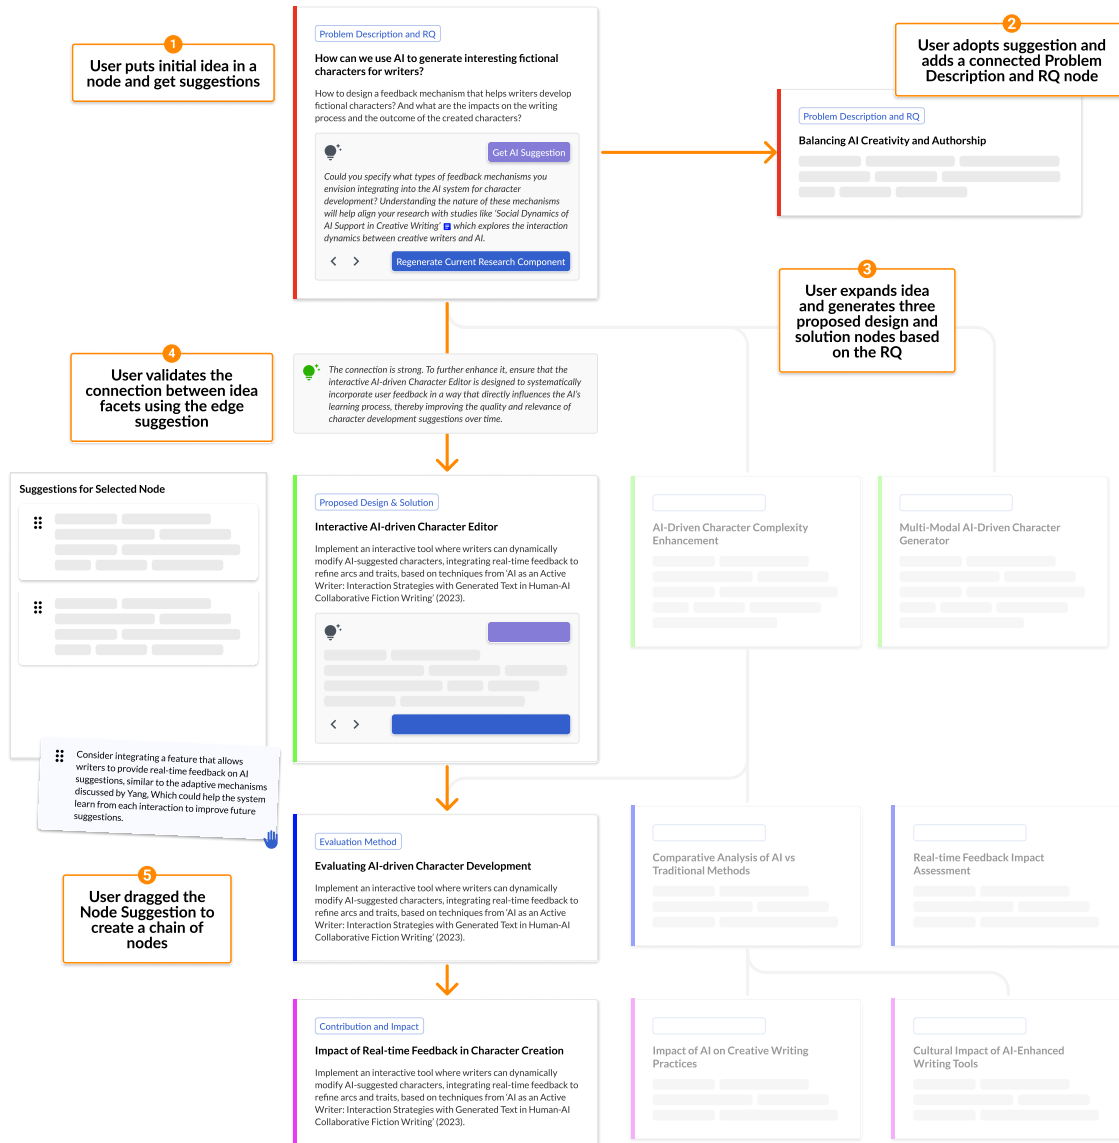 1
User puts initial idea in a
node and get suggestions
Problem Description and RQ
How can we use AI to generate interesting fictional
characters for writers?
How to design a feedback mechanism that helps writers develop
fictional characters? And what are the impacts on the writing
process and the outcome of the created characters?
Get AI Suggestion
Could you specify what types of feedback mechanisms you
envision integrating into the AI system for character
development? Understanding the nature of these mechanisms
will help align your research with studies like 'Social Dynamics of
AI Support in Creative Writing' which explores the interaction
dynamics between creative writers and AI.
Regenerate Current Research Component
2
User adopts suggestion and
adds a connected Problem
Description and RQ node
Problem Description and RQ
Balancing AI Creativity and Authorship
3
User expands idea
and generates three
proposed design and
solution nodes based
on the RQ
4
User validates the
connection between idea
facets using the edge
suggestion
The connection is strong. To further enhance it, ensure that the
interactive AI-driven Character Editor is designed to systematically
incorporate user feedback in a way that directly influences the AI's
learning process, thereby improving the quality and relevance of
character development suggestions over time.
Suggestions for Selected Node
Proposed Design & Solution
Interactive AI-driven Character Editor
Implement an interactive tool where writers can dynamically
modify AI-suggested characters, integrating real-time feedback to
refine arcs and traits, based on techniques from 'AI as an Active
Writer: Interaction Strategies with Generated Text in Human-AI
Collaborative Fiction Writing' (2023).
AI-Driven Character Complexity
Enhancement
Multi-Modal AI-Driven Character
Generator
Consider integrating a feature that allows
writers to provide real-time feedback on AI
suggestions, similar to the adaptive mechanisms
discussed by Yang, Which could help the system
learn from each interaction to improve future
suggestions.
5
User dragged the
Node Suggestion to
create a chain of
nodes
Evaluation Method
Evaluating AI-driven Character Development
Implement an interactive tool where writers can dynamically
modify AI-suggested characters, integrating real-time feedback to
refine arcs and traits, based on techniques from 'AI as an Active
Writer: Interaction Strategies with Generated Text in Human-AI
Collaborative Fiction Writing' (2023).
Comparative Analysis of AI vs
Traditional Methods
Real-time Feedback Impact
Assessment
Contribution and Impact
Impact of Real-time Feedback in Character Creation
Implement an interactive tool where writers can dynamically
modify AI-suggested characters, integrating real-time feedback to
refine arcs and traits, based on techniques from 'AI as an Active
Writer: Interaction Strategies with Generated Text in Human-AI
Collaborative Fiction Writing' (2023).
Impact of AI on Creative Writing
Practices
Cultural Impact of AI-Enhanced
Writing Tools